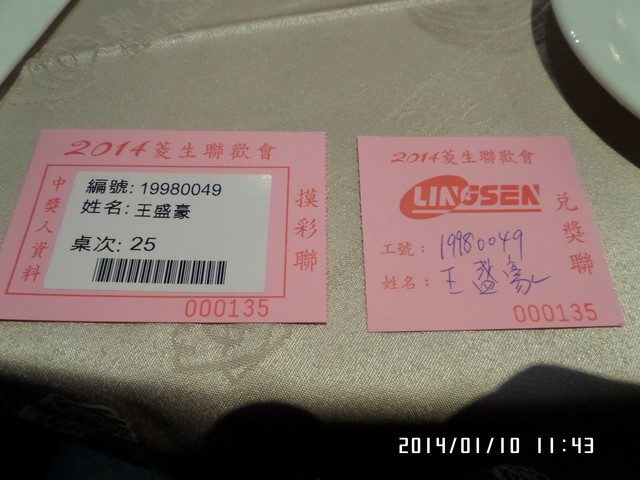 2014菱生聯歡會
中獎人資料
編號: 19980049
姓名: 王盛豪
桌次: 25
摸彩聯
000135
2014菱生聯歡會
LINGSEN
工號： 19980049
姓名： 王盛豪
兌獎聯
000135
2014/01/10 11:43